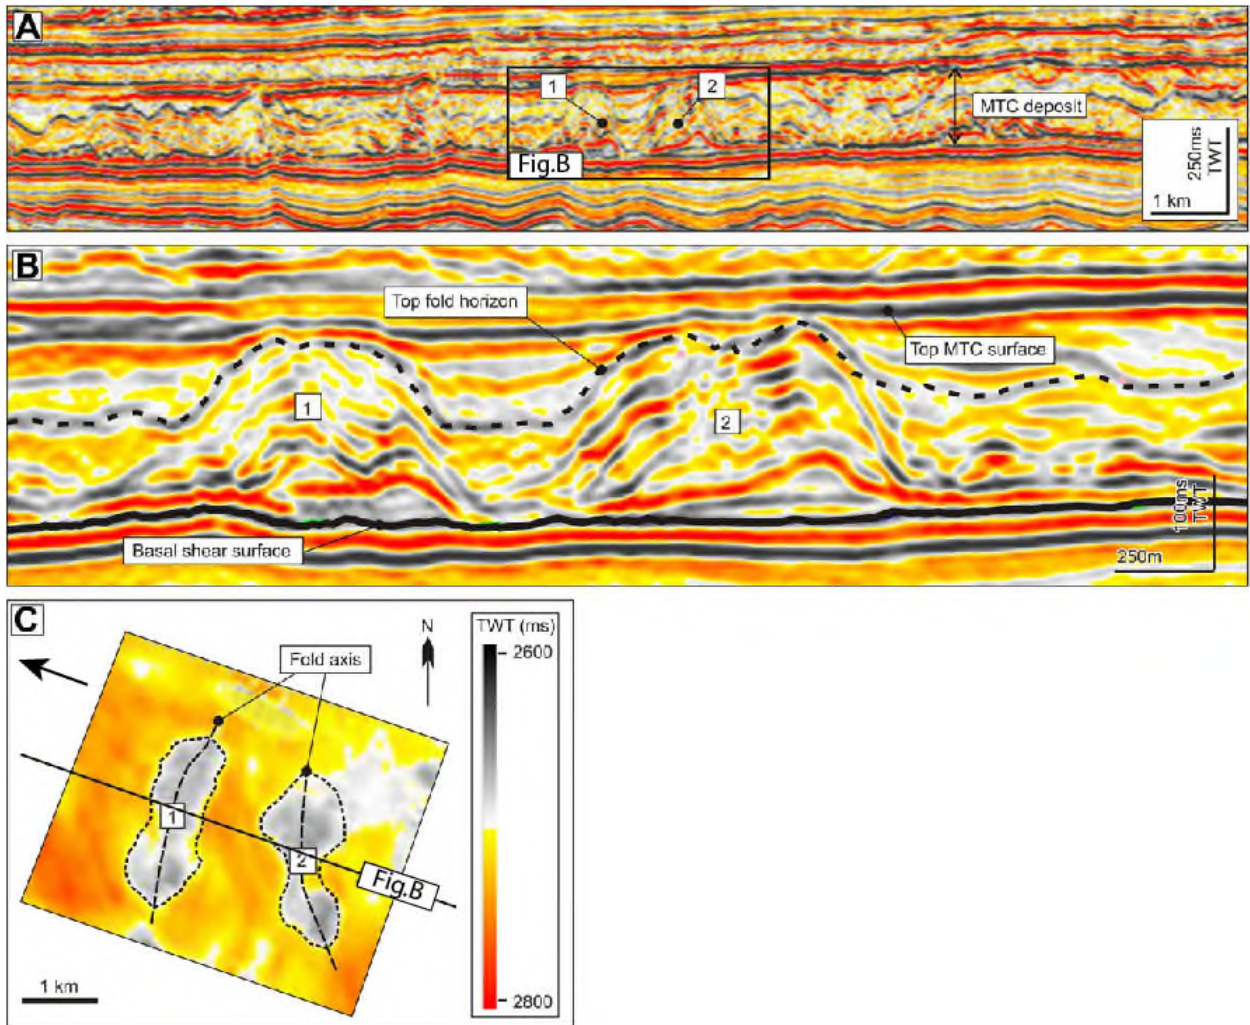 A
1
2
MTC deposit
Fig.B
250ms
TWT
1 km
B
Top fold horizon
Top MTC surface
1
2
Basal shear surface
100ms
TWT
250m
C
N
TWT (ms)
2600
Fold axis
1
2
Fig.B
1 km
2800